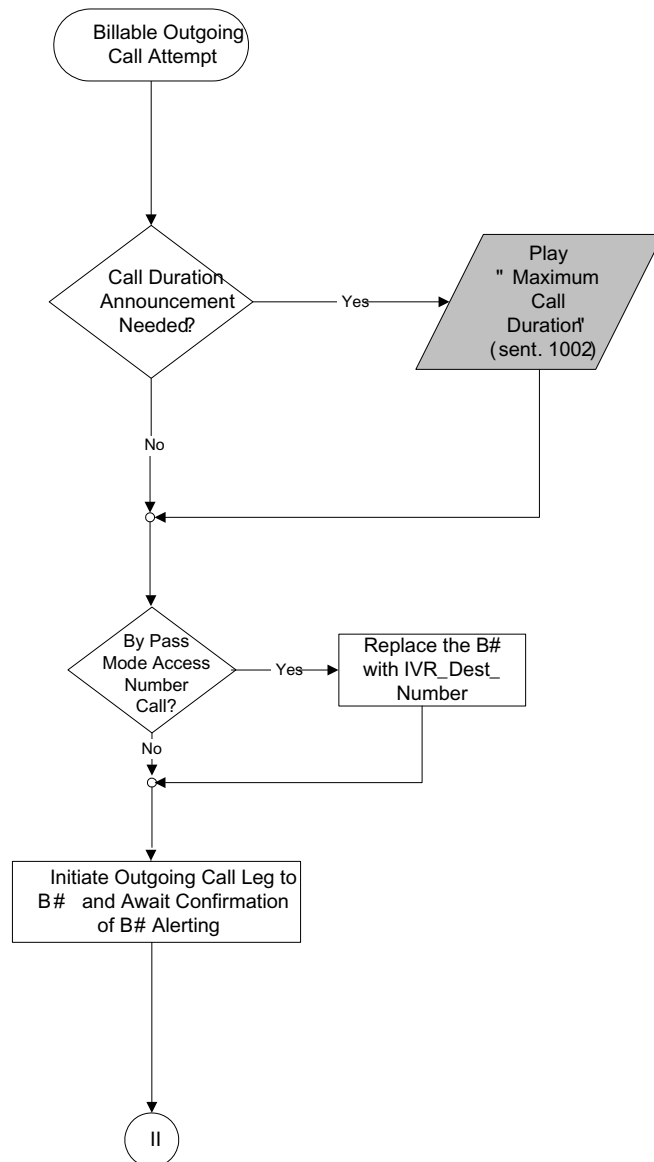 Billable Outgoing
Call Attempt
Call Duration
Announcement
Needed?
Yes
Play
" Maximum
Call
Duration"
(sent. 1002)
No
By Pass
Mode Access
Number
Call?
Yes
Replace the B#
with IVR_Dest_
Number
No
Initiate Outgoing Call Leg to
B# and Await Confirmation
of B# Alerting
II